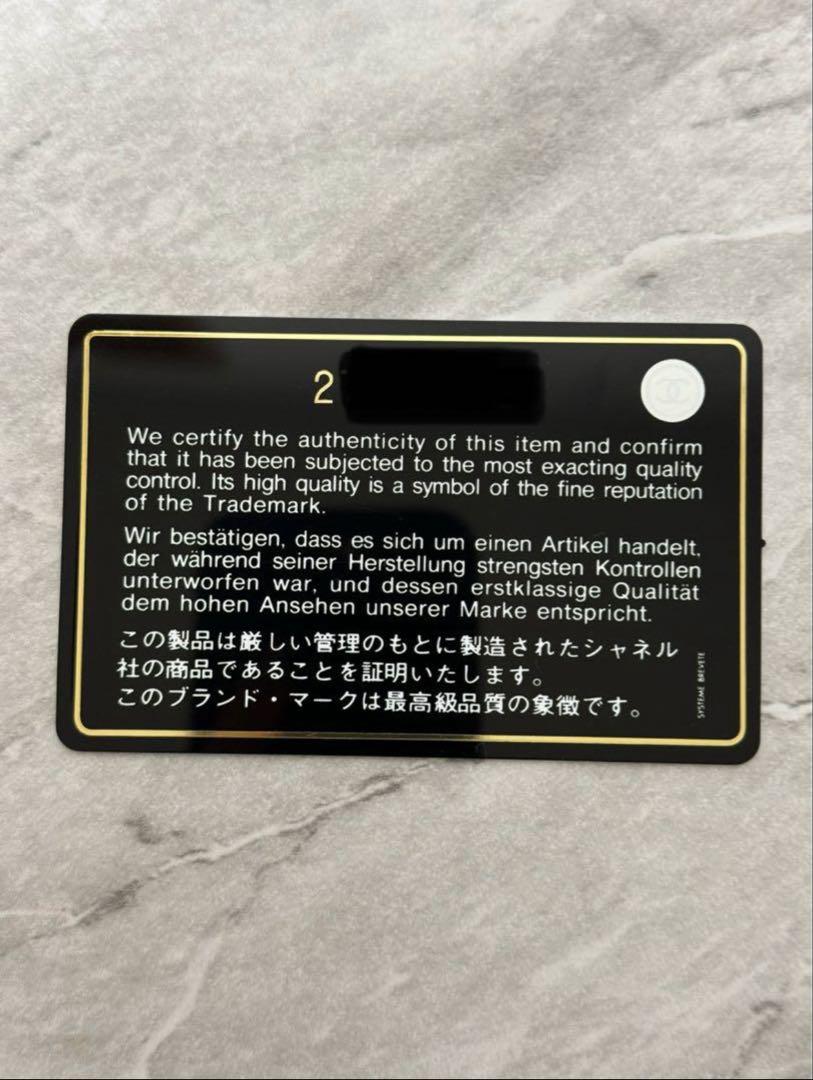 2
We certify the authenticity of this item and confirm
that it has been subjected to the most exacting quality
control. Its high quality is a symbol of the fine reputation
of the Trademark.
Wir bestätigen, dass es sich um einen Artikel handelt,
der während seiner Herstellung strengsten Kontrollen
unterworfen war, und dessen erstklassige Qualität
dem hohen Ansehen unserer Marke entspricht.
この製品は厳しい管理のもとに製造されたシャネル
社の商品であることを証明いたします。
このブランド・マークは最高級品質の象徴です。
SYSTEME BREVETE